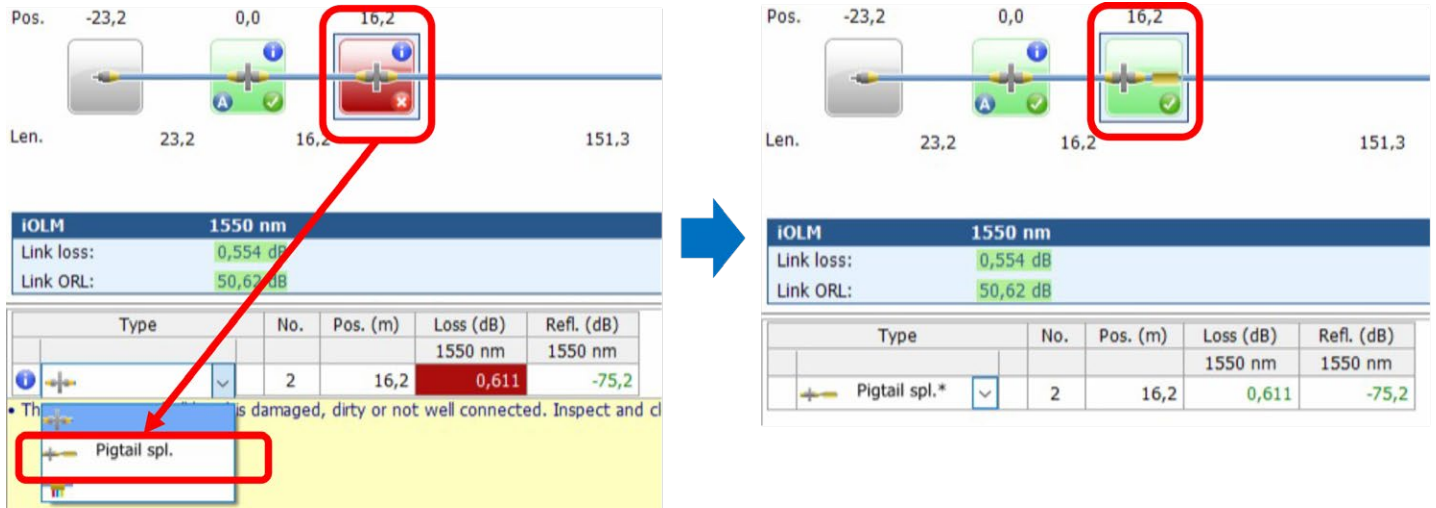 Pos. -23,2 0,0 16,2
A
Len. 23,2 16,2 151,3
iOLM 1550 nm
Link loss: 0,554 dB
Link ORL: 50,62 dB
Type No. Pos. (m) Loss (dB) Refl. (dB)
1550 nm 1550 nm
2 16,2 0,611 -75,2
is damaged, dirty or not well connected. Inspect and cl
Pigtail spl.
Pos. -23,2 0,0 16,2
A
Len. 23,2 16,2 151,3
iOLM 1550 nm
Link loss: 0,554 dB
Link ORL: 50,62 dB
Type No. Pos. (m) Loss (dB) Refl. (dB)
1550 nm 1550 nm
Pigtail spl.* 2 16,2 0,611 -75,2